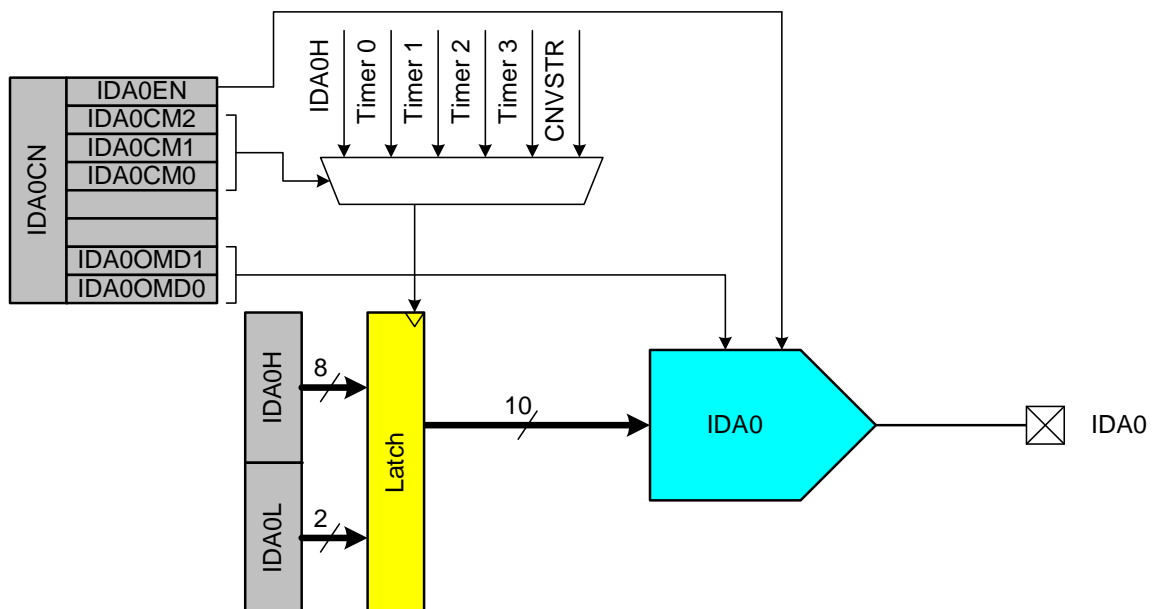 IDA0H
Timer 0
Timer 1
Timer 2
Timer 3
CNVSTR
IDA0CN
IDA0EN
IDA0CM2
IDA0CM1
IDA0CM0
IDA0OMD1
IDA0OMD0
IDA0H
8
IDA0L
2
Latch
10
IDA0
IDA0